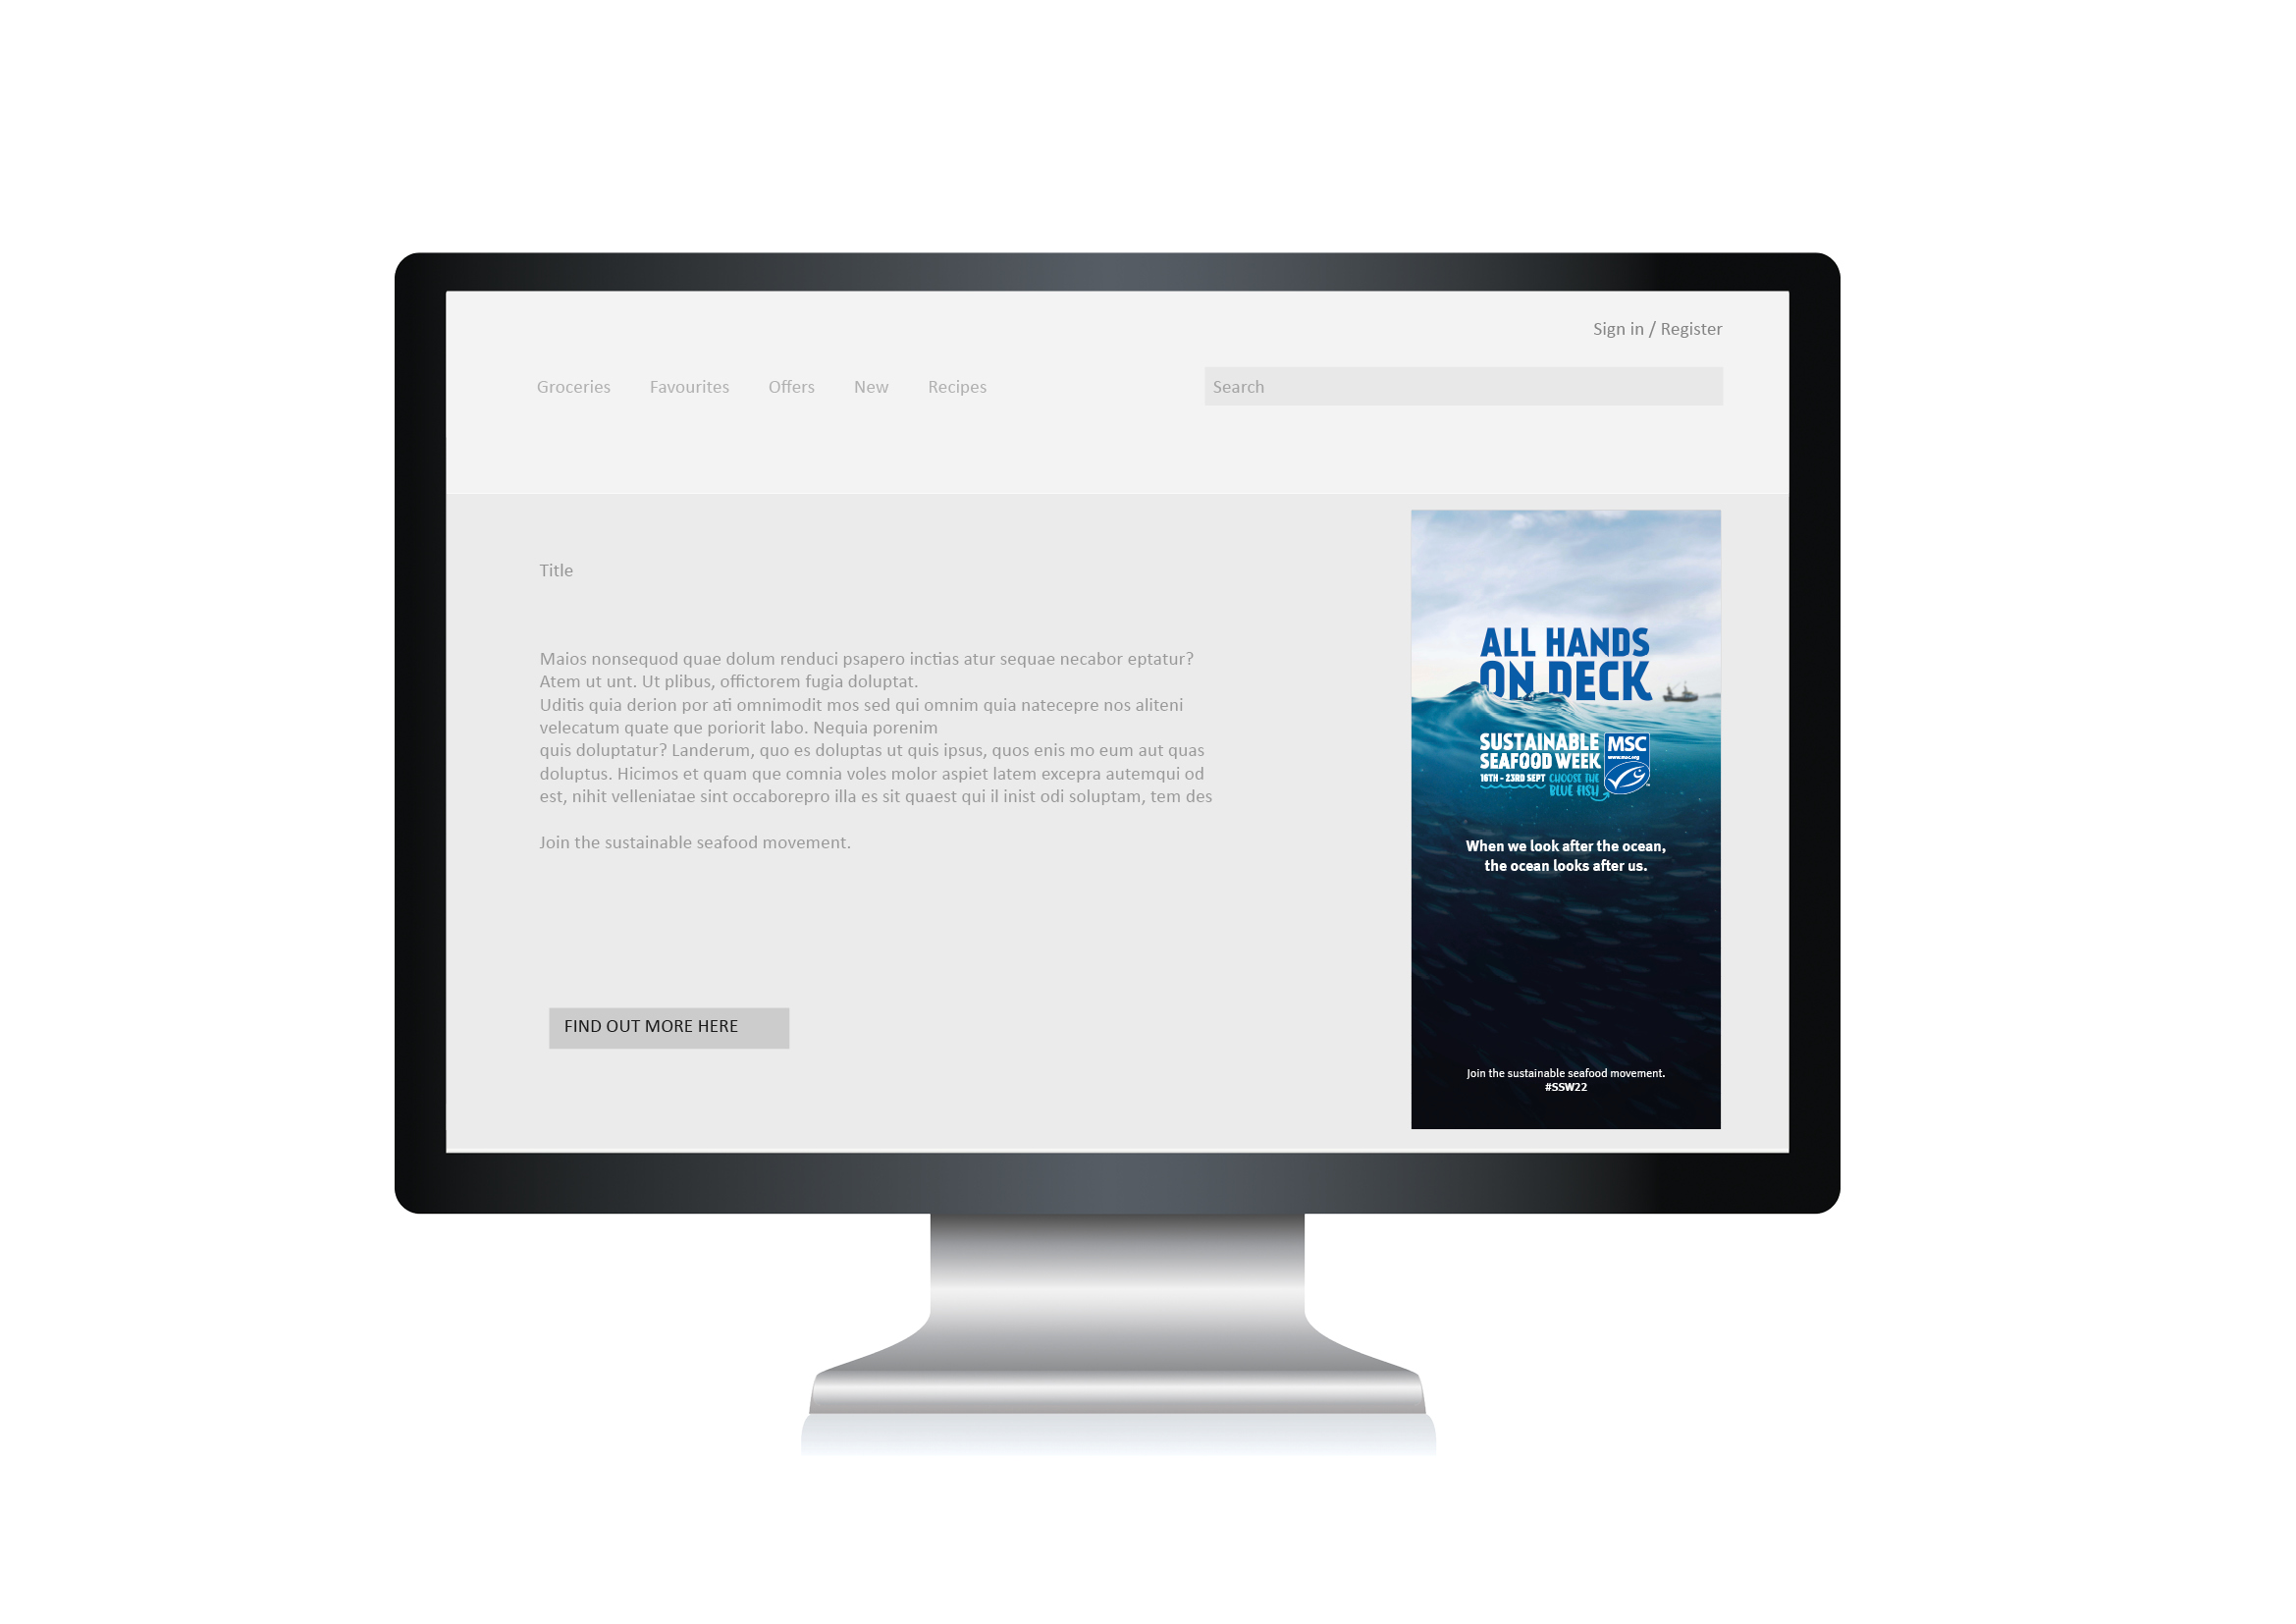 Sign in / Register
Groceries Favourites Offers New Recipes
Search
Title
Maios nonsequod quae dolum renduci psapero inctias atur sequae necabor eptatur?
Atem ut unt. Ut plibus, offictorem fugia doluptat.
Uditis quia derion por ati omnimodit mos sed qui omnim quia natecepre nos aliteni
velecatum quate que poriorit labo. Nequia porenim
quis doluptatur? Landerum, quo es doluptas ut quis ipsus, quos enis mo eum aut quas
doluptus. Hicimos et quam que comnia voles molor aspiet latem excepra autemqui od
est, nihit velleniatae sint occaborepro illa es sit quaest qui il inist odi soluptam, tem des
Join the sustainable seafood movement.
FIND OUT MORE HERE
ALL HANDS
ON DECK
SUSTAINABLE
SEAFOOD WEEK
16TH - 23RD SEPT
CHOOSE THE
BLUE FISH
MSC
www.msc.org
TM
When we look after the ocean,
the ocean looks after us.
Join the sustainable seafood movement.
#SSW22